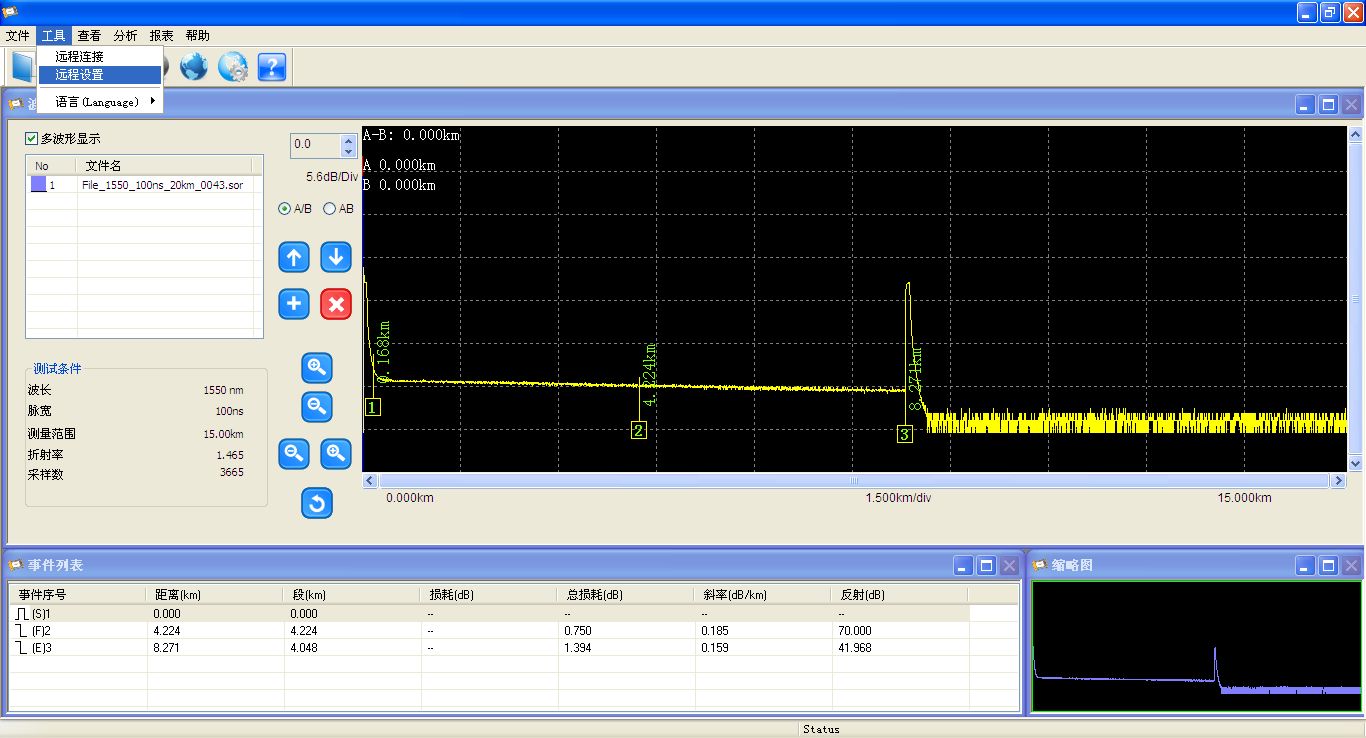 文件 工具 查看 分析 报表 帮助
远程连接
远程设置
语言(Language)
多波形显示
No 文件名
1 File_1550_100ns_20km_0043.sor
0.0
5.6dB/Div
A/B AB
测试条件
波长 1550 nm
脉宽 100ns
测量范围 15.00km
折射率 1.465
采样数 3665
A-B: 0.000km
A 0.000km
B 0.000km
0.168km
4.224km
8.271km
1
2
3
0.000km 1.500km/div 15.000km
事件列表
事件序号 距离(km) 段(km) 损耗(dB) 总损耗(dB) 斜率(dB/km) 反射(dB)
(S)1 0.000 0.000 -- -- -- --
(F)2 4.224 4.224 -- 0.750 0.185 70.000
(E)3 8.271 4.048 -- 1.394 0.159 41.968
缩略图
Status